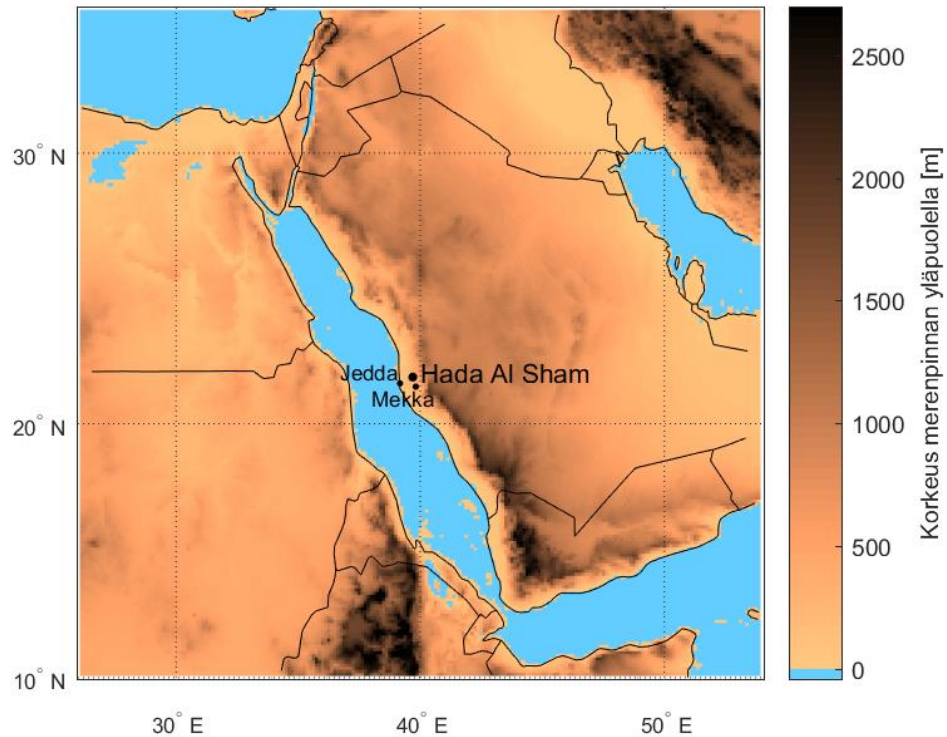 30° N
20° N
10° N
30° E
40° E
50° E
Jedda
Hada Al Sham
Mekka
2500
2000
1500
1000
500
0
Korkeus merenpinnan yläpuolella [m]